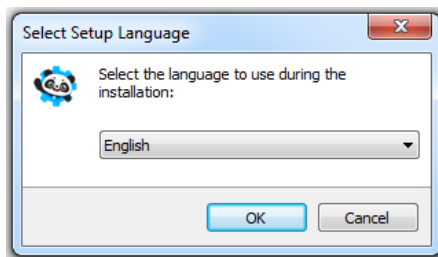 Select Setup Language
Select the language to use during the
installation:
English
OK
Cancel